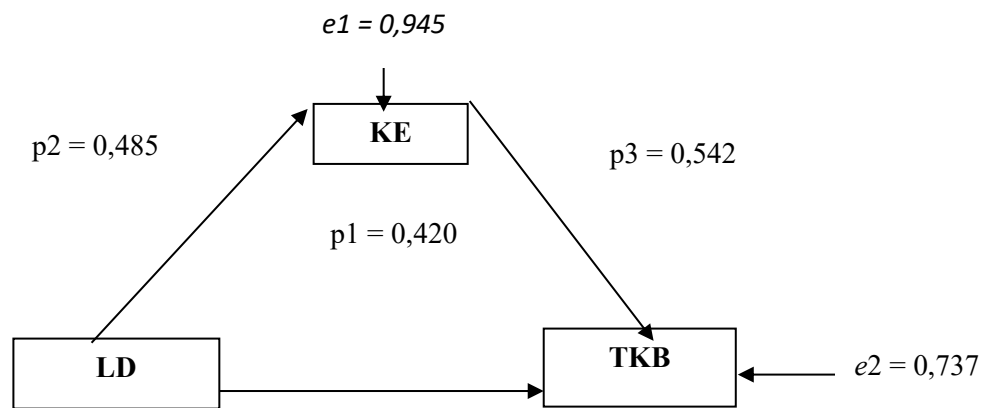 e1 = 0,945
KE
p2 = 0,485
p3 = 0,542
p1 = 0,420
LD
TKB
e2 = 0,737